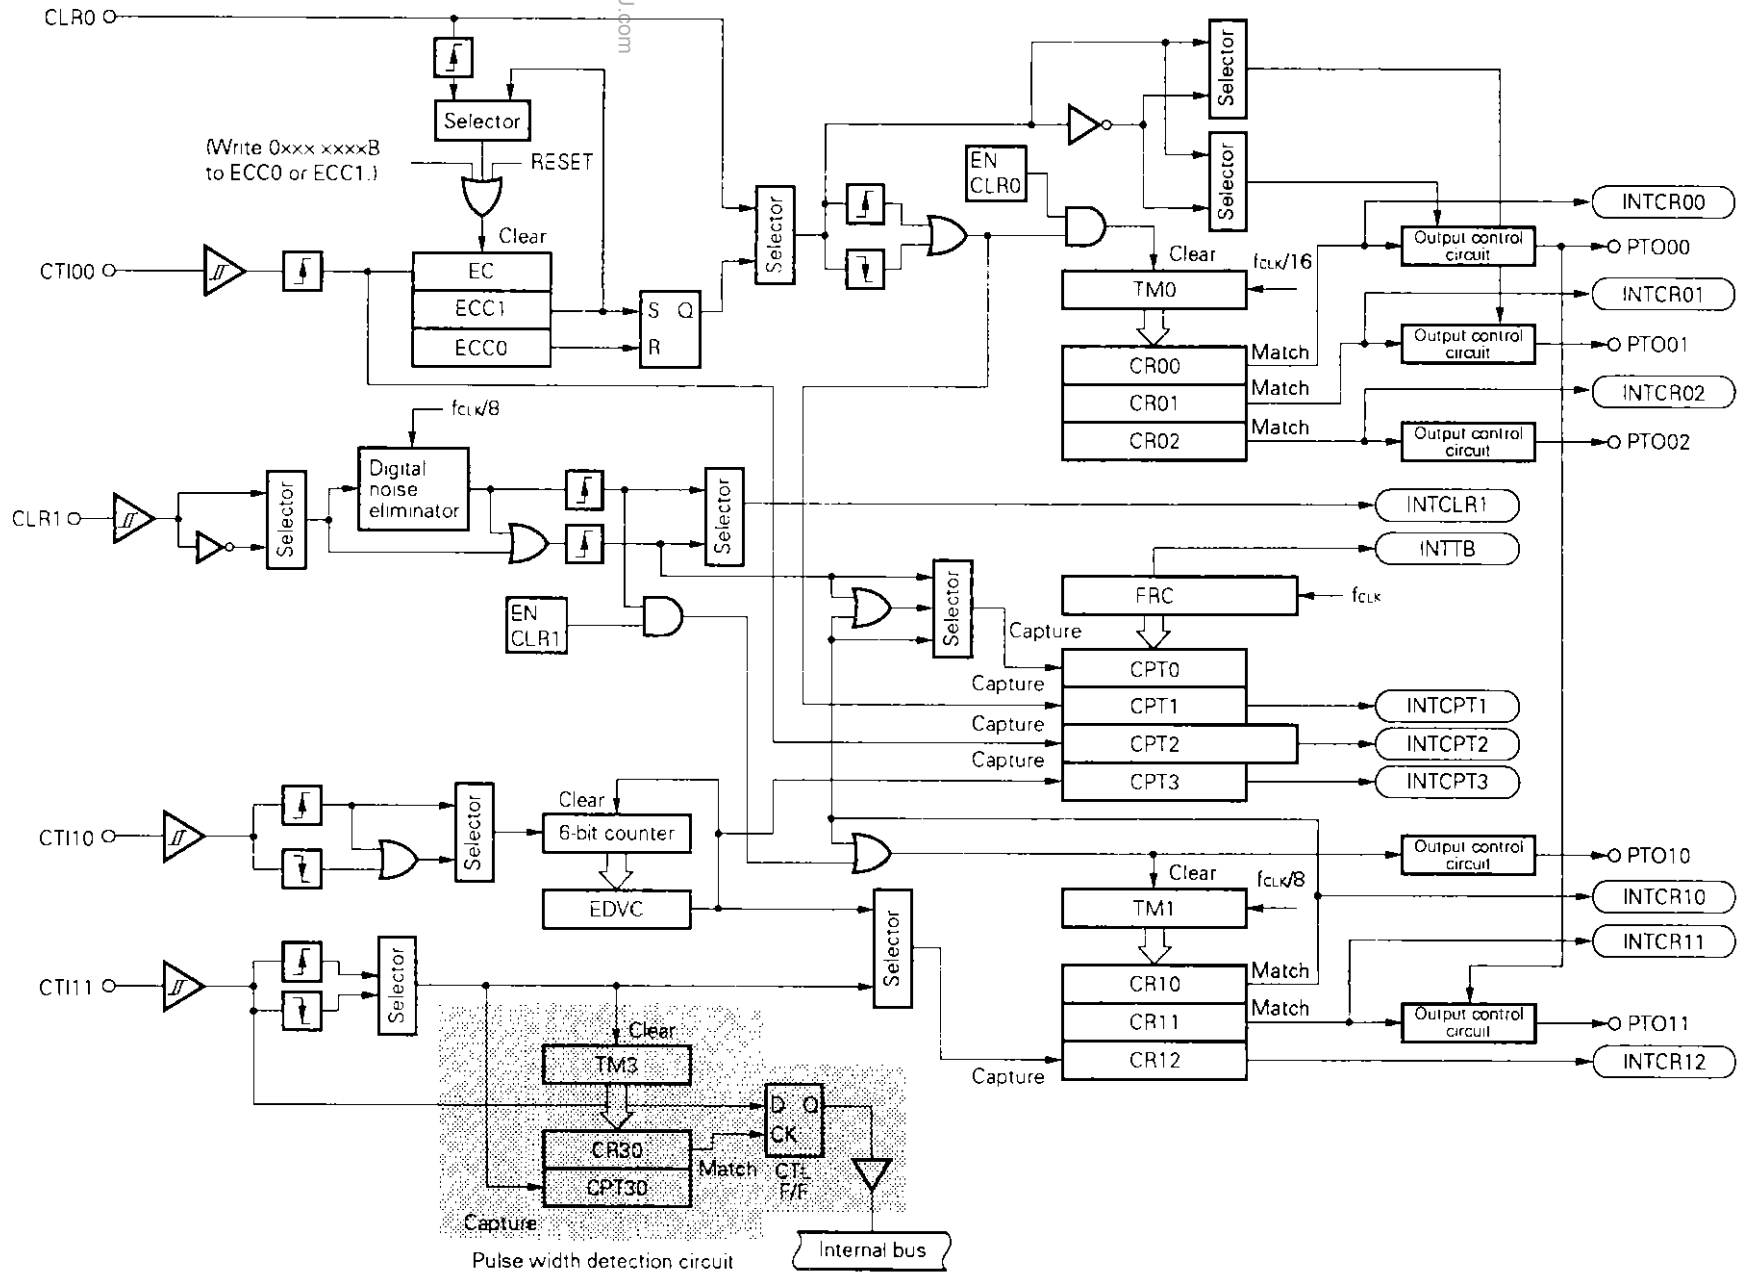 CLR0
J.com
Selector
(Write 0xxx xxxxB
to ECC0 or ECC1.)
RESET
Clear
CTI00
EC
ECC1
ECC0
S Q
R
Selector
EN
CLR0
Selector
Selector
Clear
fCLK/16
TM0
CR00
CR01
CR02
Match
Match
Match
Output control
circuit
Output control
circuit
Output control
circuit
INTCR00
PTO00
INTCR01
PTO01
INTCR02
PTO02
fCLK/8
CLR1
Selector
Digital
noise
eliminator
Selector
INTCLR1
INTTB
EN
CLR1
Selector
FRC
fCLK
Capture
Capture
Capture
Capture
CPT0
CPT1
CPT2
CPT3
INTCPT1
INTCPT2
INTCPT3
CTI10
Selector
Clear
6-bit counter
EDVC
Output control
circuit
PTO10
Clear
fCLK/8
TM1
INTCR10
INTCR11
CTI11
Selector
Selector
CR10
CR11
CR12
Match
Match
Capture
Output control
circuit
PTO11
INTCR12
Clear
TM3
CR30
CPT30
Match
Capture
D Q
CK
CTL
F/F
Internal bus
Pulse width detection circuit